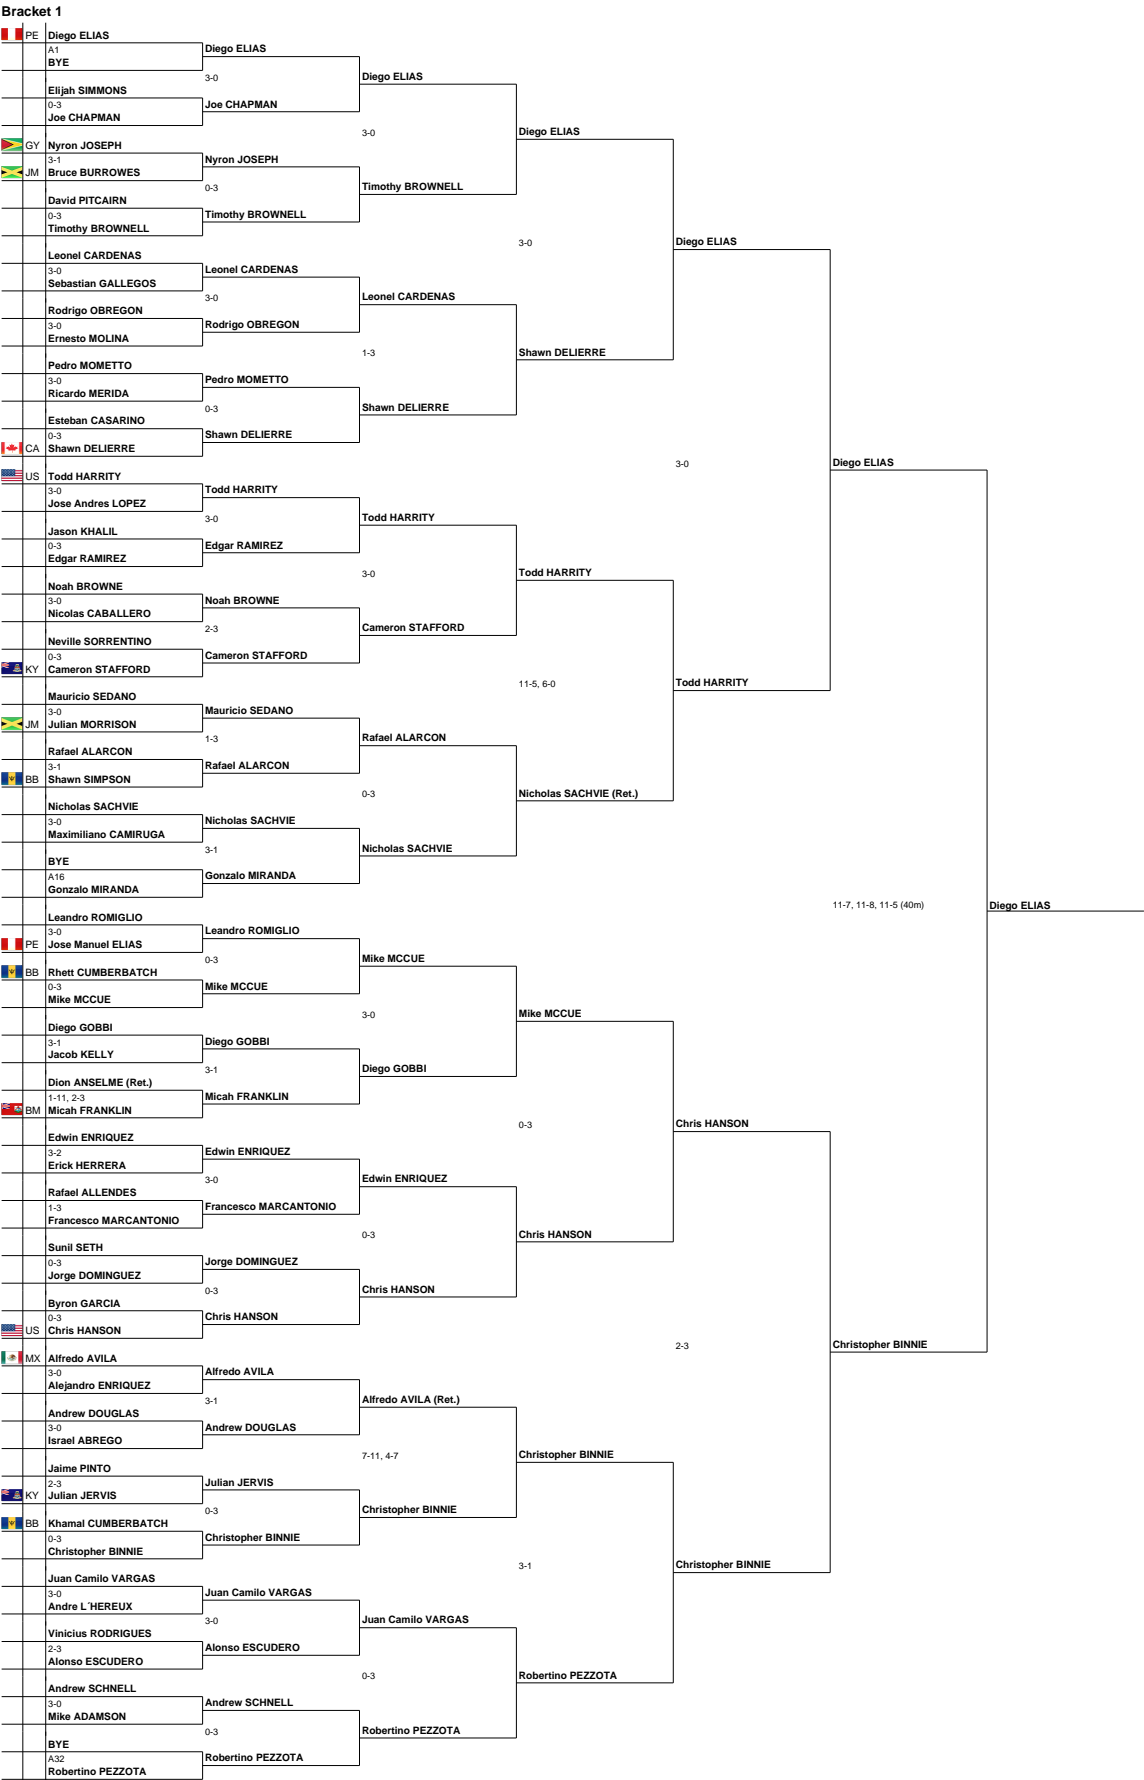 Bracket 1
PE Diego ELIAS
A1 Diego ELIAS
BYE
3-0 Diego ELIAS
Elijah SIMMONS
0-3 Joe CHAPMAN
Joe CHAPMAN
3-0 Diego ELIAS
GY Nyron JOSEPH
3-1 Nyron JOSEPH
JM Bruce BURROWES
0-3 Timothy BROWNELL
David PITCAIRN
0-3 Timothy BROWNELL
Timothy BROWNELL
3-0 Diego ELIAS
Leonel CARDENAS
3-0 Leonel CARDENAS
Sebastian GALLEGOS
3-0 Leonel CARDENAS
Rodrigo OBREGON
3-0 Rodrigo OBREGON
Ernesto MOLINA
1-3 Shawn DELIERRE
Pedro MOMETTO
3-0 Pedro MOMETTO
Ricardo MERIDA
0-3 Shawn DELIERRE
Esteban CASARINO
0-3 Shawn DELIERRE
CA Shawn DELIERRE
3-0 Diego ELIAS
US Todd HARRITY
3-0 Todd HARRITY
Jose Andres LOPEZ
3-0 Todd HARRITY
Jason KHALIL
0-3 Edgar RAMIREZ
Edgar RAMIREZ
3-0 Todd HARRITY
Noah BROWNE
3-0 Noah BROWNE
Nicolas CABALLERO
2-3 Cameron STAFFORD
Neville SORRENTINO
0-3 Cameron STAFFORD
KY Cameron STAFFORD
11-5, 6-0 Todd HARRITY
Mauricio SEDANO
3-0 Mauricio SEDANO
JM Julian MORRISON
1-3 Rafael ALARCON
Rafael ALARCON
3-1 Rafael ALARCON
BB Shawn SIMPSON
0-3 Nicholas SACHVIE (Ret.)
Nicholas SACHVIE
3-0 Nicholas SACHVIE
Maximiliano CAMIRUGA
3-1 Nicholas SACHVIE
BYE
A16 Gonzalo MIRANDA
Gonzalo MIRANDA
11-7, 11-8, 11-5 (40m) Diego ELIAS
Leandro ROMIGLIO
3-0 Leandro ROMIGLIO
PE Jose Manuel ELIAS
0-3 Mike MCCUE
BB Rhett CUMBERBATCH
0-3 Mike MCCUE
Mike MCCUE
3-0 Mike MCCUE
Diego GOBBI
3-1 Diego GOBBI
Jacob KELLY
3-1 Diego GOBBI
Dion ANSELME (Ret.)
1-11, 2-3 Micah FRANKLIN
BM Micah FRANKLIN
0-3 Chris HANSON
Edwin ENRIQUEZ
3-2 Edwin ENRIQUEZ
Erick HERRERA
3-0 Edwin ENRIQUEZ
Rafael ALLENDES
1-3 Francesco MARCANTONIO
Francesco MARCANTONIO
0-3 Chris HANSON
Sunil SETH
0-3 Jorge DOMINGUEZ
Jorge DOMINGUEZ
0-3 Chris HANSON
Byron GARCIA
0-3 Chris HANSON
US Chris HANSON
2-3 Christopher BINNIE
MX Alfredo AVILA
3-0 Alfredo AVILA
Alejandro ENRIQUEZ
3-1 Alfredo AVILA (Ret.)
Andrew DOUGLAS
3-0 Andrew DOUGLAS
Israel ABREGO
7-11, 4-7 Christopher BINNIE
Jaime PINTO
2-3 Julian JERVIS
KY Julian JERVIS
0-3 Christopher BINNIE
BB Khamal CUMBERBATCH
0-3 Christopher BINNIE
Christopher BINNIE
3-1 Christopher BINNIE
Juan Camilo VARGAS
3-0 Juan Camilo VARGAS
Andre L´HEREUX
3-0 Juan Camilo VARGAS
Vinicius RODRIGUES
2-3 Alonso ESCUDERO
Alonso ESCUDERO
0-3 Robertino PEZZOTA
Andrew SCHNELL
3-0 Andrew SCHNELL
Mike ADAMSON
0-3 Robertino PEZZOTA
BYE
A32 Robertino PEZZOTA
Robertino PEZZOTA